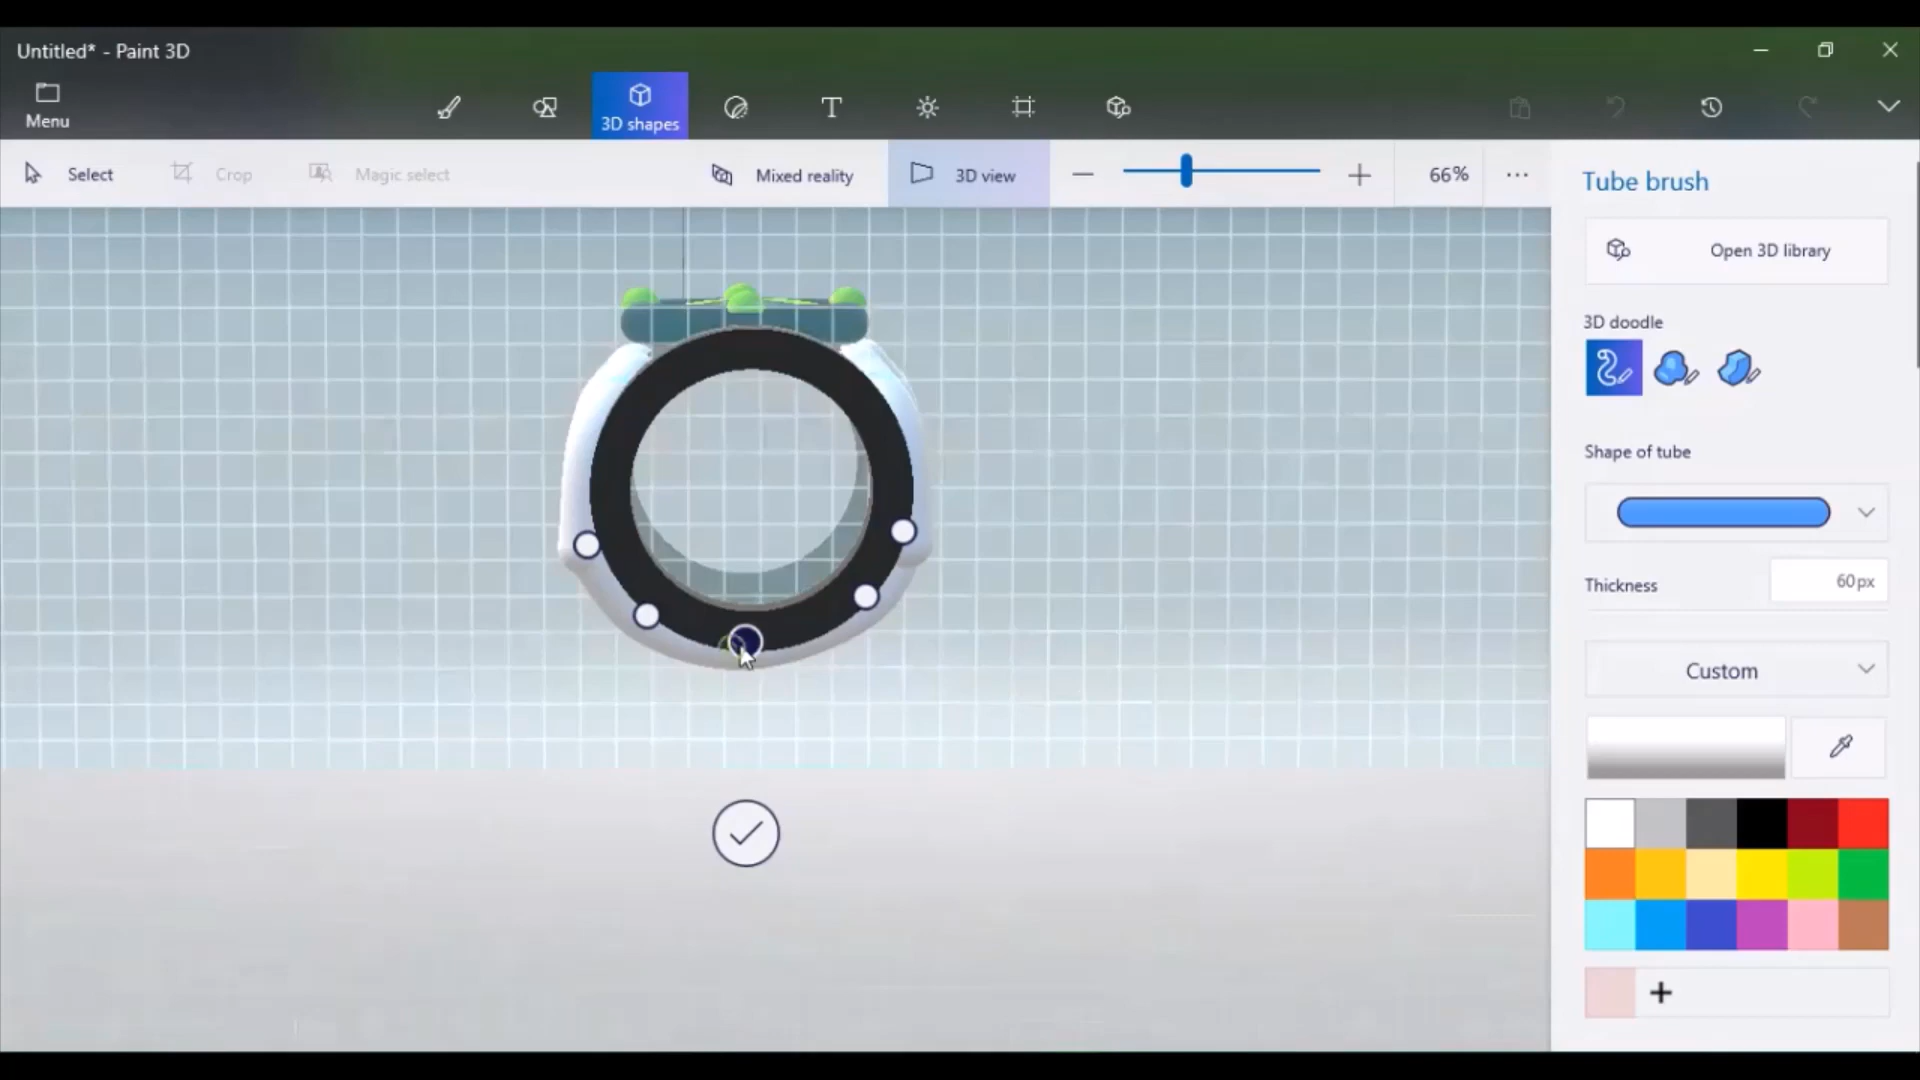 Untitled* - Paint 3D
Menu
3D shapes
Select
Crop
Magic select
Mixed reality
3D view
66%
Tube brush
Open 3D library
3D doodle
Shape of tube
Thickness
60px
Custom